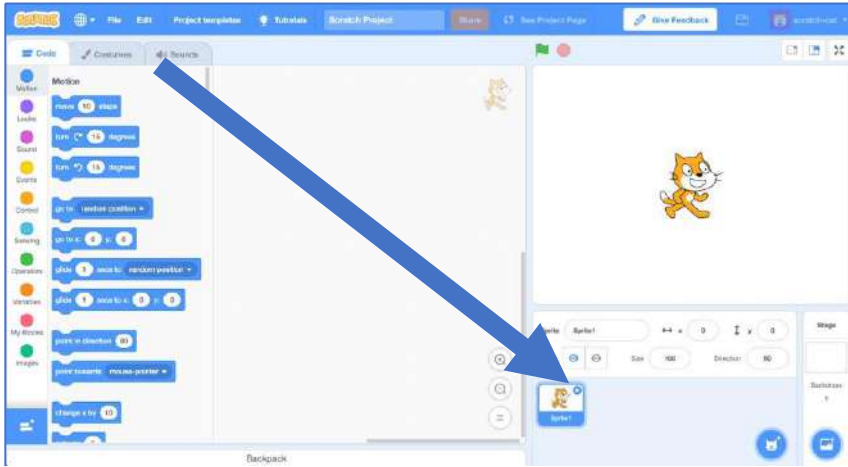 SCRATCH File Edit Project templates Tutorials Scratch Project Share See Project Page Give Feedback scratch-cat
Code Costumes Sounds
Motion
Looks
Sound
Events
Control
Sensing
Operators
Variables
My Blocks
Images
Motion
move 10 steps
turn 15 degrees
turn 15 degrees
go to random position
go to x: 0 y: 0
glide 1 secs to random position
glide 1 secs to x: 0 y: 0
point in direction 90
point towards mouse-pointer
change x by 10
Backpack
Sprite Sprite1 x 0 y 0
Size 100 Direction 90
Sprite1
Stage
Backdrops
1